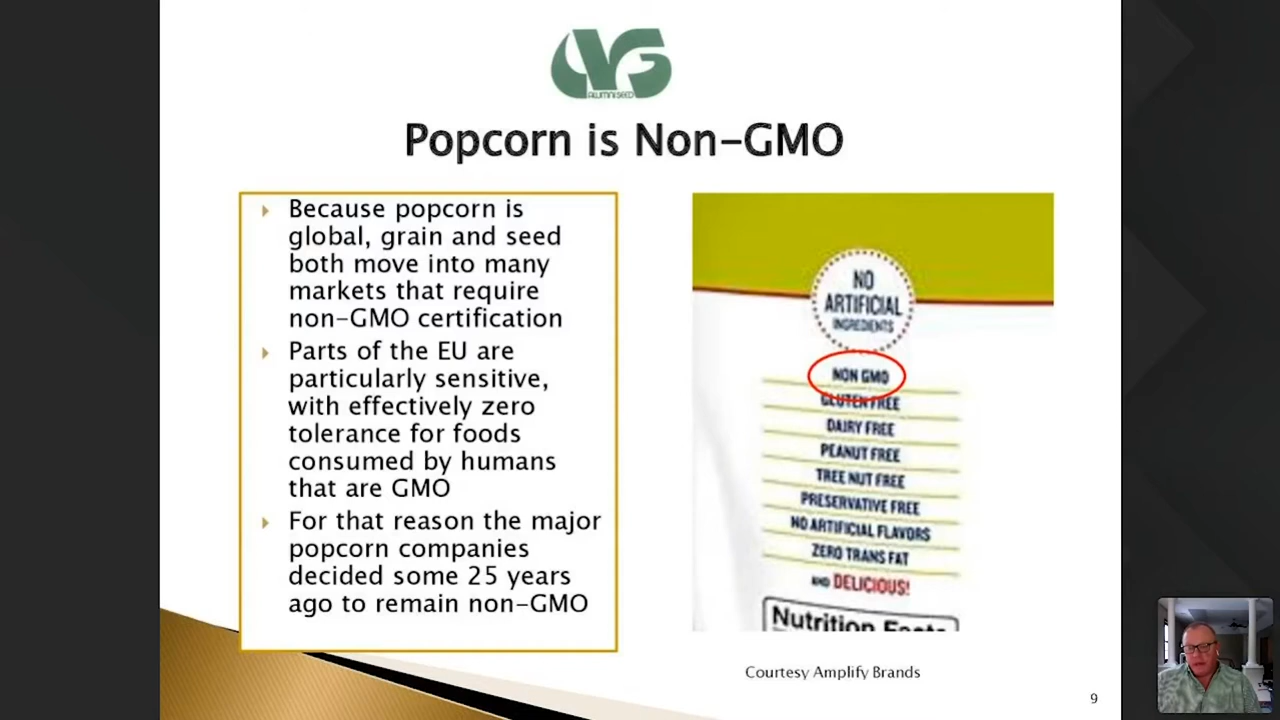 ALUMNISEED
Popcorn is Non-GMO
Because popcorn is
global, grain and seed
both move into many
markets that require
non-GMO certification
Parts of the EU are
particularly sensitive,
with effectively zero
tolerance for foods
consumed by humans
that are GMO
For that reason the major
popcorn companies
decided some 25 years
ago to remain non-GMO
NO
ARTIFICIAL
INGREDIENTS
NON GMO
GLUTEN FREE
DAIRY FREE
PEANUT FREE
TREE NUT FREE
PRESERVATIVE FREE
NO ARTIFICIAL FLAVORS
ZERO TRANS FAT
AND DELICIOUS!
Nutrition Facts
Courtesy Amplify Brands
9